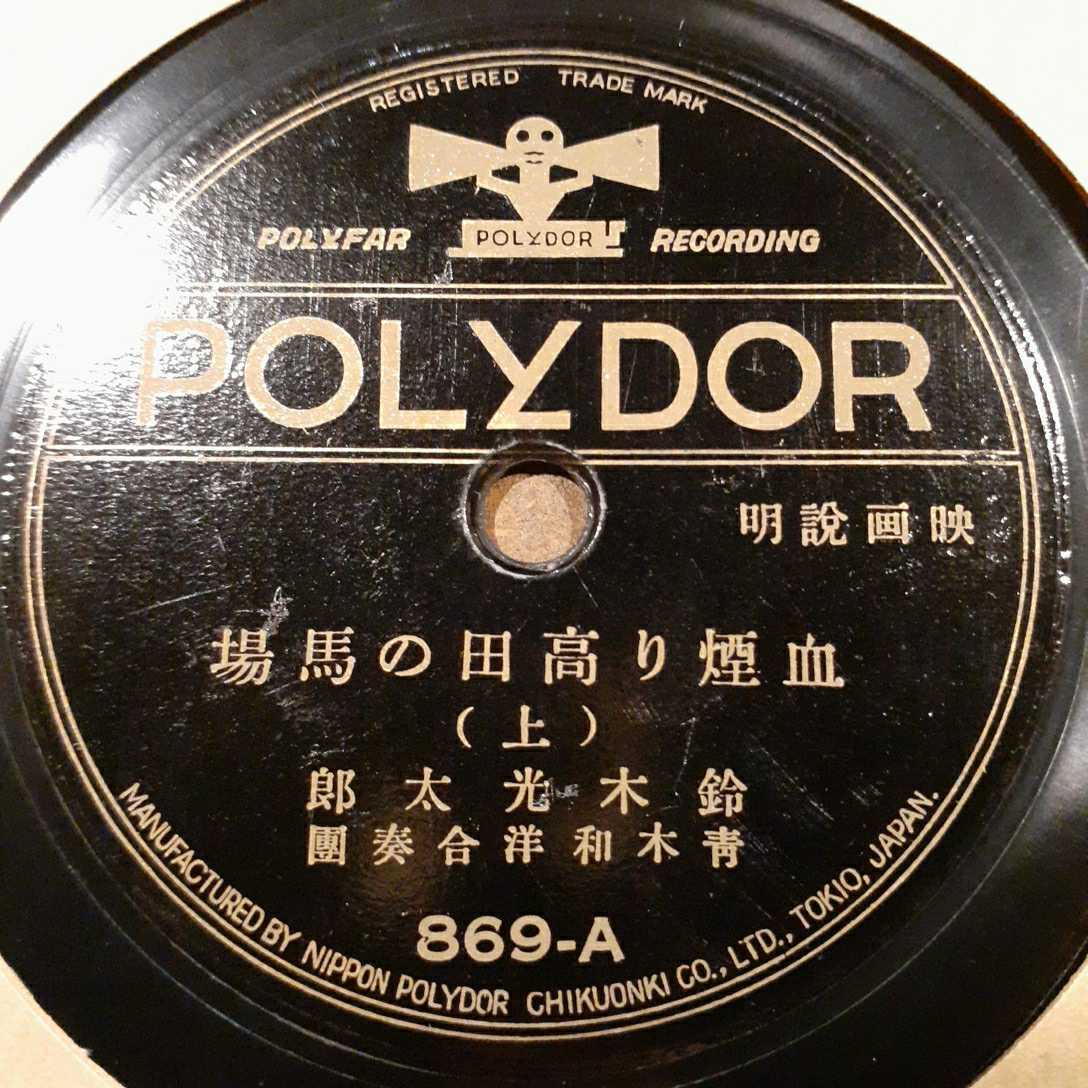 REGISTERED TRADE MARK
POLYFAR POLYDOR RECORDING
POLYDOR
映画說明
血煙り高田の馬場
(上)
鈴木光太郎
靑木和洋合奏團
869-A
MANUFACTURED BY NIPPON POLYDOR CHIKUONKI CO., LTD., TOKIO, JAPAN.